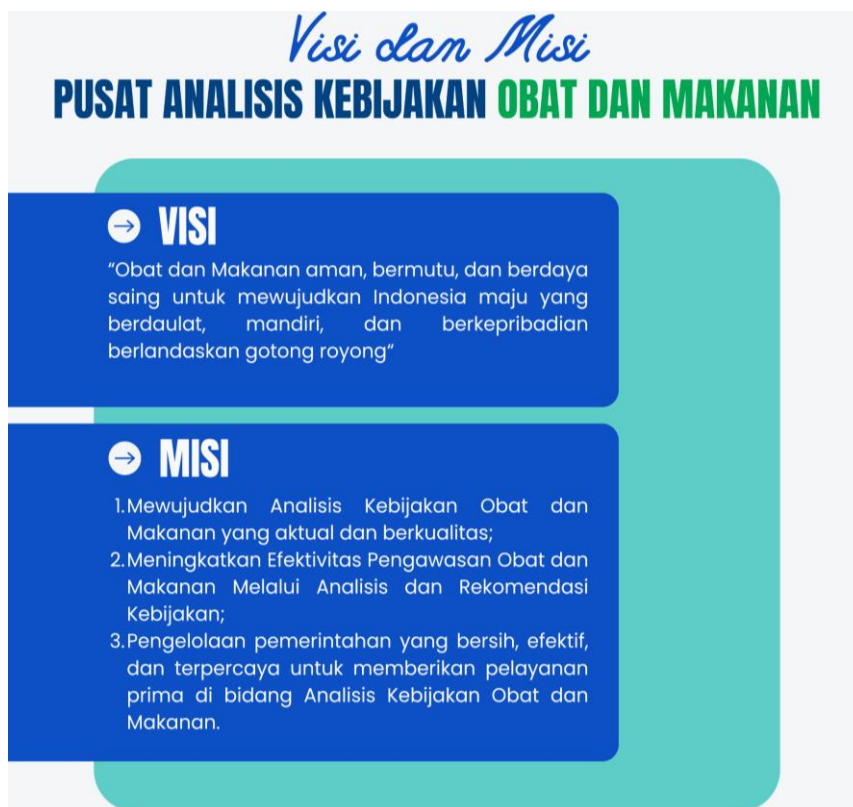 Visi dan Misi
PUSAT ANALISIS KEBIJAKAN OBAT DAN MAKANAN
VISI
“Obat dan Makanan aman, bermutu, dan berdaya
saing untuk mewujudkan Indonesia maju yang
berdaulat, mandiri, dan berkepribadian
berlandaskan gotong royong“
MISI
1.Mewujudkan Analisis Kebijakan Obat dan
Makanan yang aktual dan berkualitas;
2.Meningkatkan Efektivitas Pengawasan Obat dan
Makanan Melalui Analisis dan Rekomendasi
Kebijakan;
3.Pengelolaan pemerintahan yang bersih, efektif,
dan terpercaya untuk memberikan pelayanan
prima di bidang Analisis Kebijakan Obat dan
Makanan.